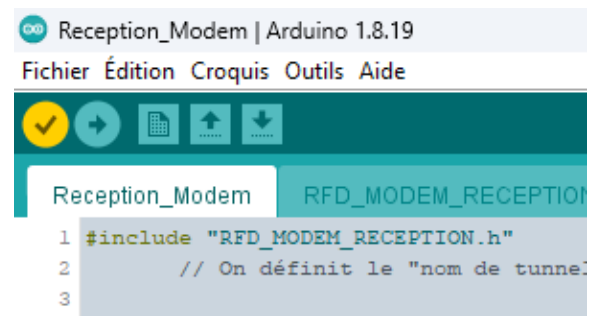 Reception_Modem | Arduino 1.8.19
Fichier Édition Croquis Outils Aide
Reception_Modem RFD_MODEM_RECEPTION
1 #include "RFD_MODEM_RECEPTION.h"
2 // On définit le "nom de tunnel
3